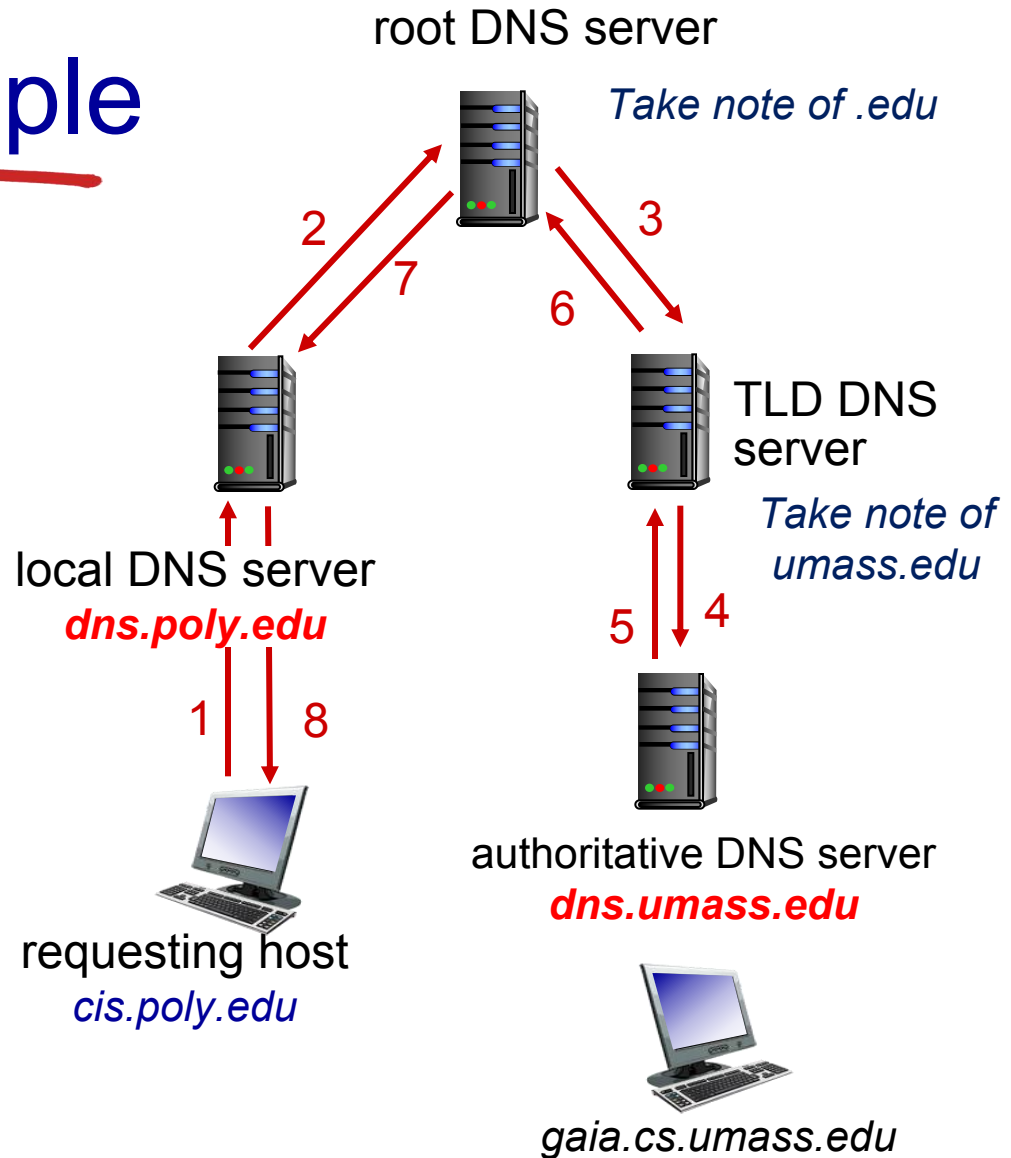 root DNS server
ple
Take note of .edu
2
3
7
6
TLD DNS
server
Take note of
umass.edu
local DNS server
dns.poly.edu
5
4
1
8
authoritative DNS server
dns.umass.edu
requesting host
cis.poly.edu
gaia.cs.umass.edu